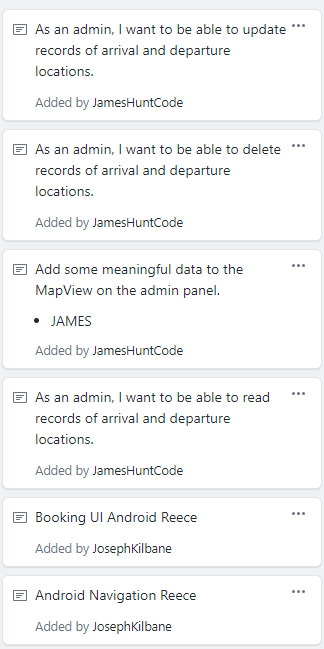 As an admin, I want to be able to update
records of arrival and departure
locations.
Added by JamesHuntCode
As an admin, I want to be able to delete
records of arrival and departure
locations.
Added by JamesHuntCode
Add some meaningful data to the
MapView on the admin panel.
• JAMES
Added by JamesHuntCode
As an admin, I want to be able to read
records of arrival and departure
locations.
Added by JamesHuntCode
Booking UI Android Reece
Added by JosephKilbane
Android Navigation Reece
Added by JosephKilbane